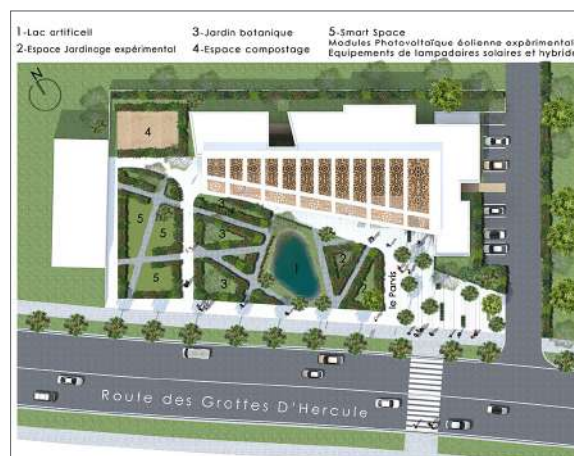 1-Lac artificeil
2-Espace Jardinage expérimental
3-Jardin botanique
4-Espace compostage
5-Smart Space
Modules Photovoltaïque éolienne expérimental
Equipements de lampadaires solaires et hybride
N
4
5
5
5
3
3
3
1
2
2
le Parvis
Route des Grottes D'Hercule